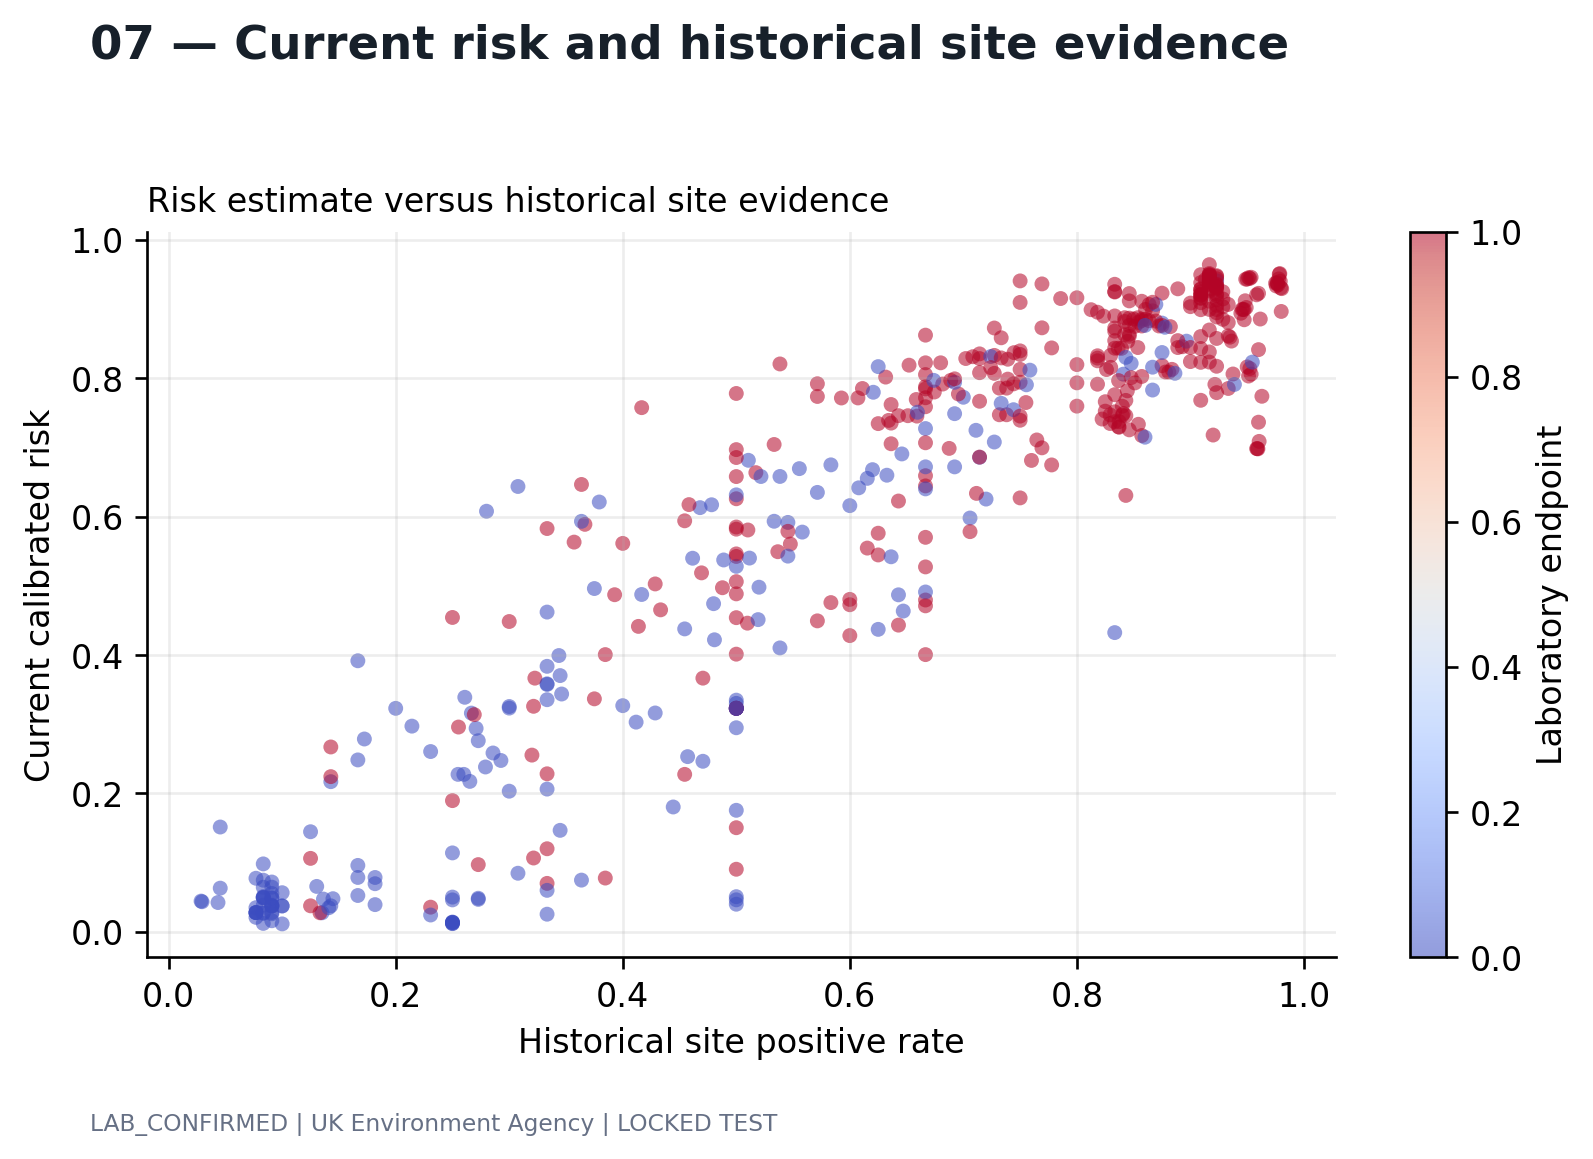 07 — Current risk and historical site evidence
Risk estimate versus historical site evidence
Current calibrated risk
1.0
0.8
0.6
0.4
0.2
0.0
0.0 0.2 0.4 0.6 0.8 1.0
Historical site positive rate
1.0
0.8
0.6
0.4
0.2
0.0
Laboratory endpoint
LAB_CONFIRMED | UK Environment Agency | LOCKED TEST